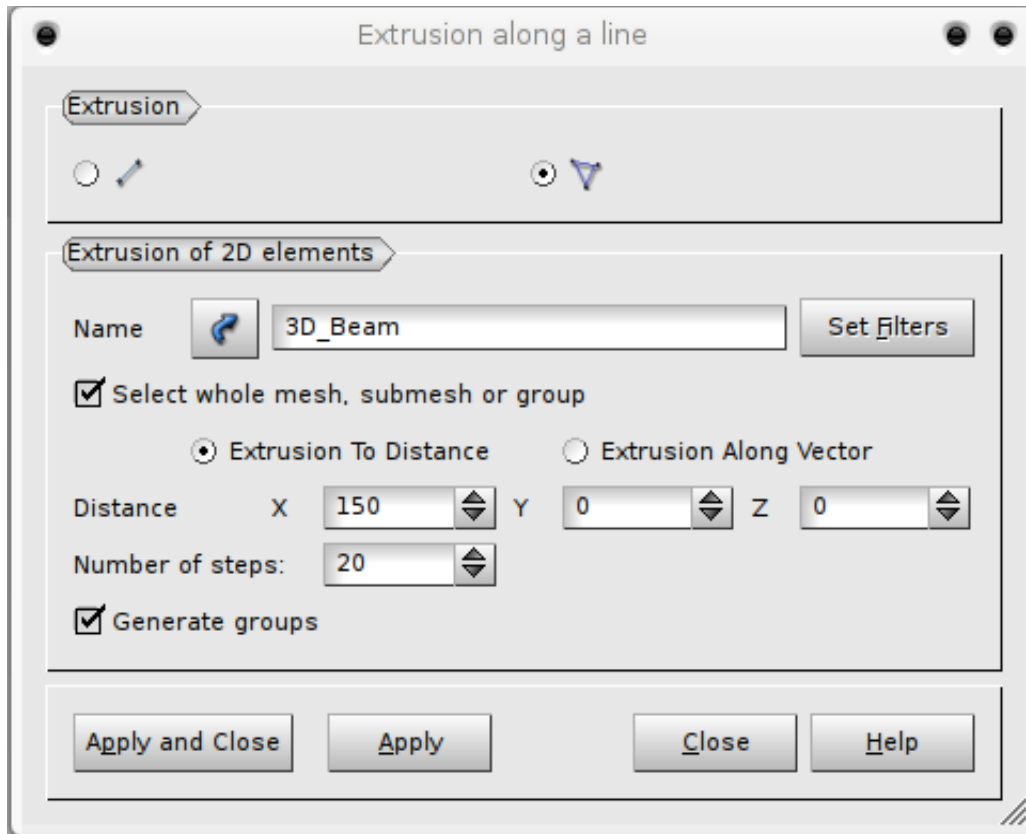 Extrusion along a line
Extrusion
Extrusion of 2D elements
Name 3D_Beam Set Filters
Select whole mesh, submesh or group
Extrusion To Distance Extrusion Along Vector
Distance X 150 Y 0 Z 0
Number of steps: 20
Generate groups
Apply and Close Apply Close Help